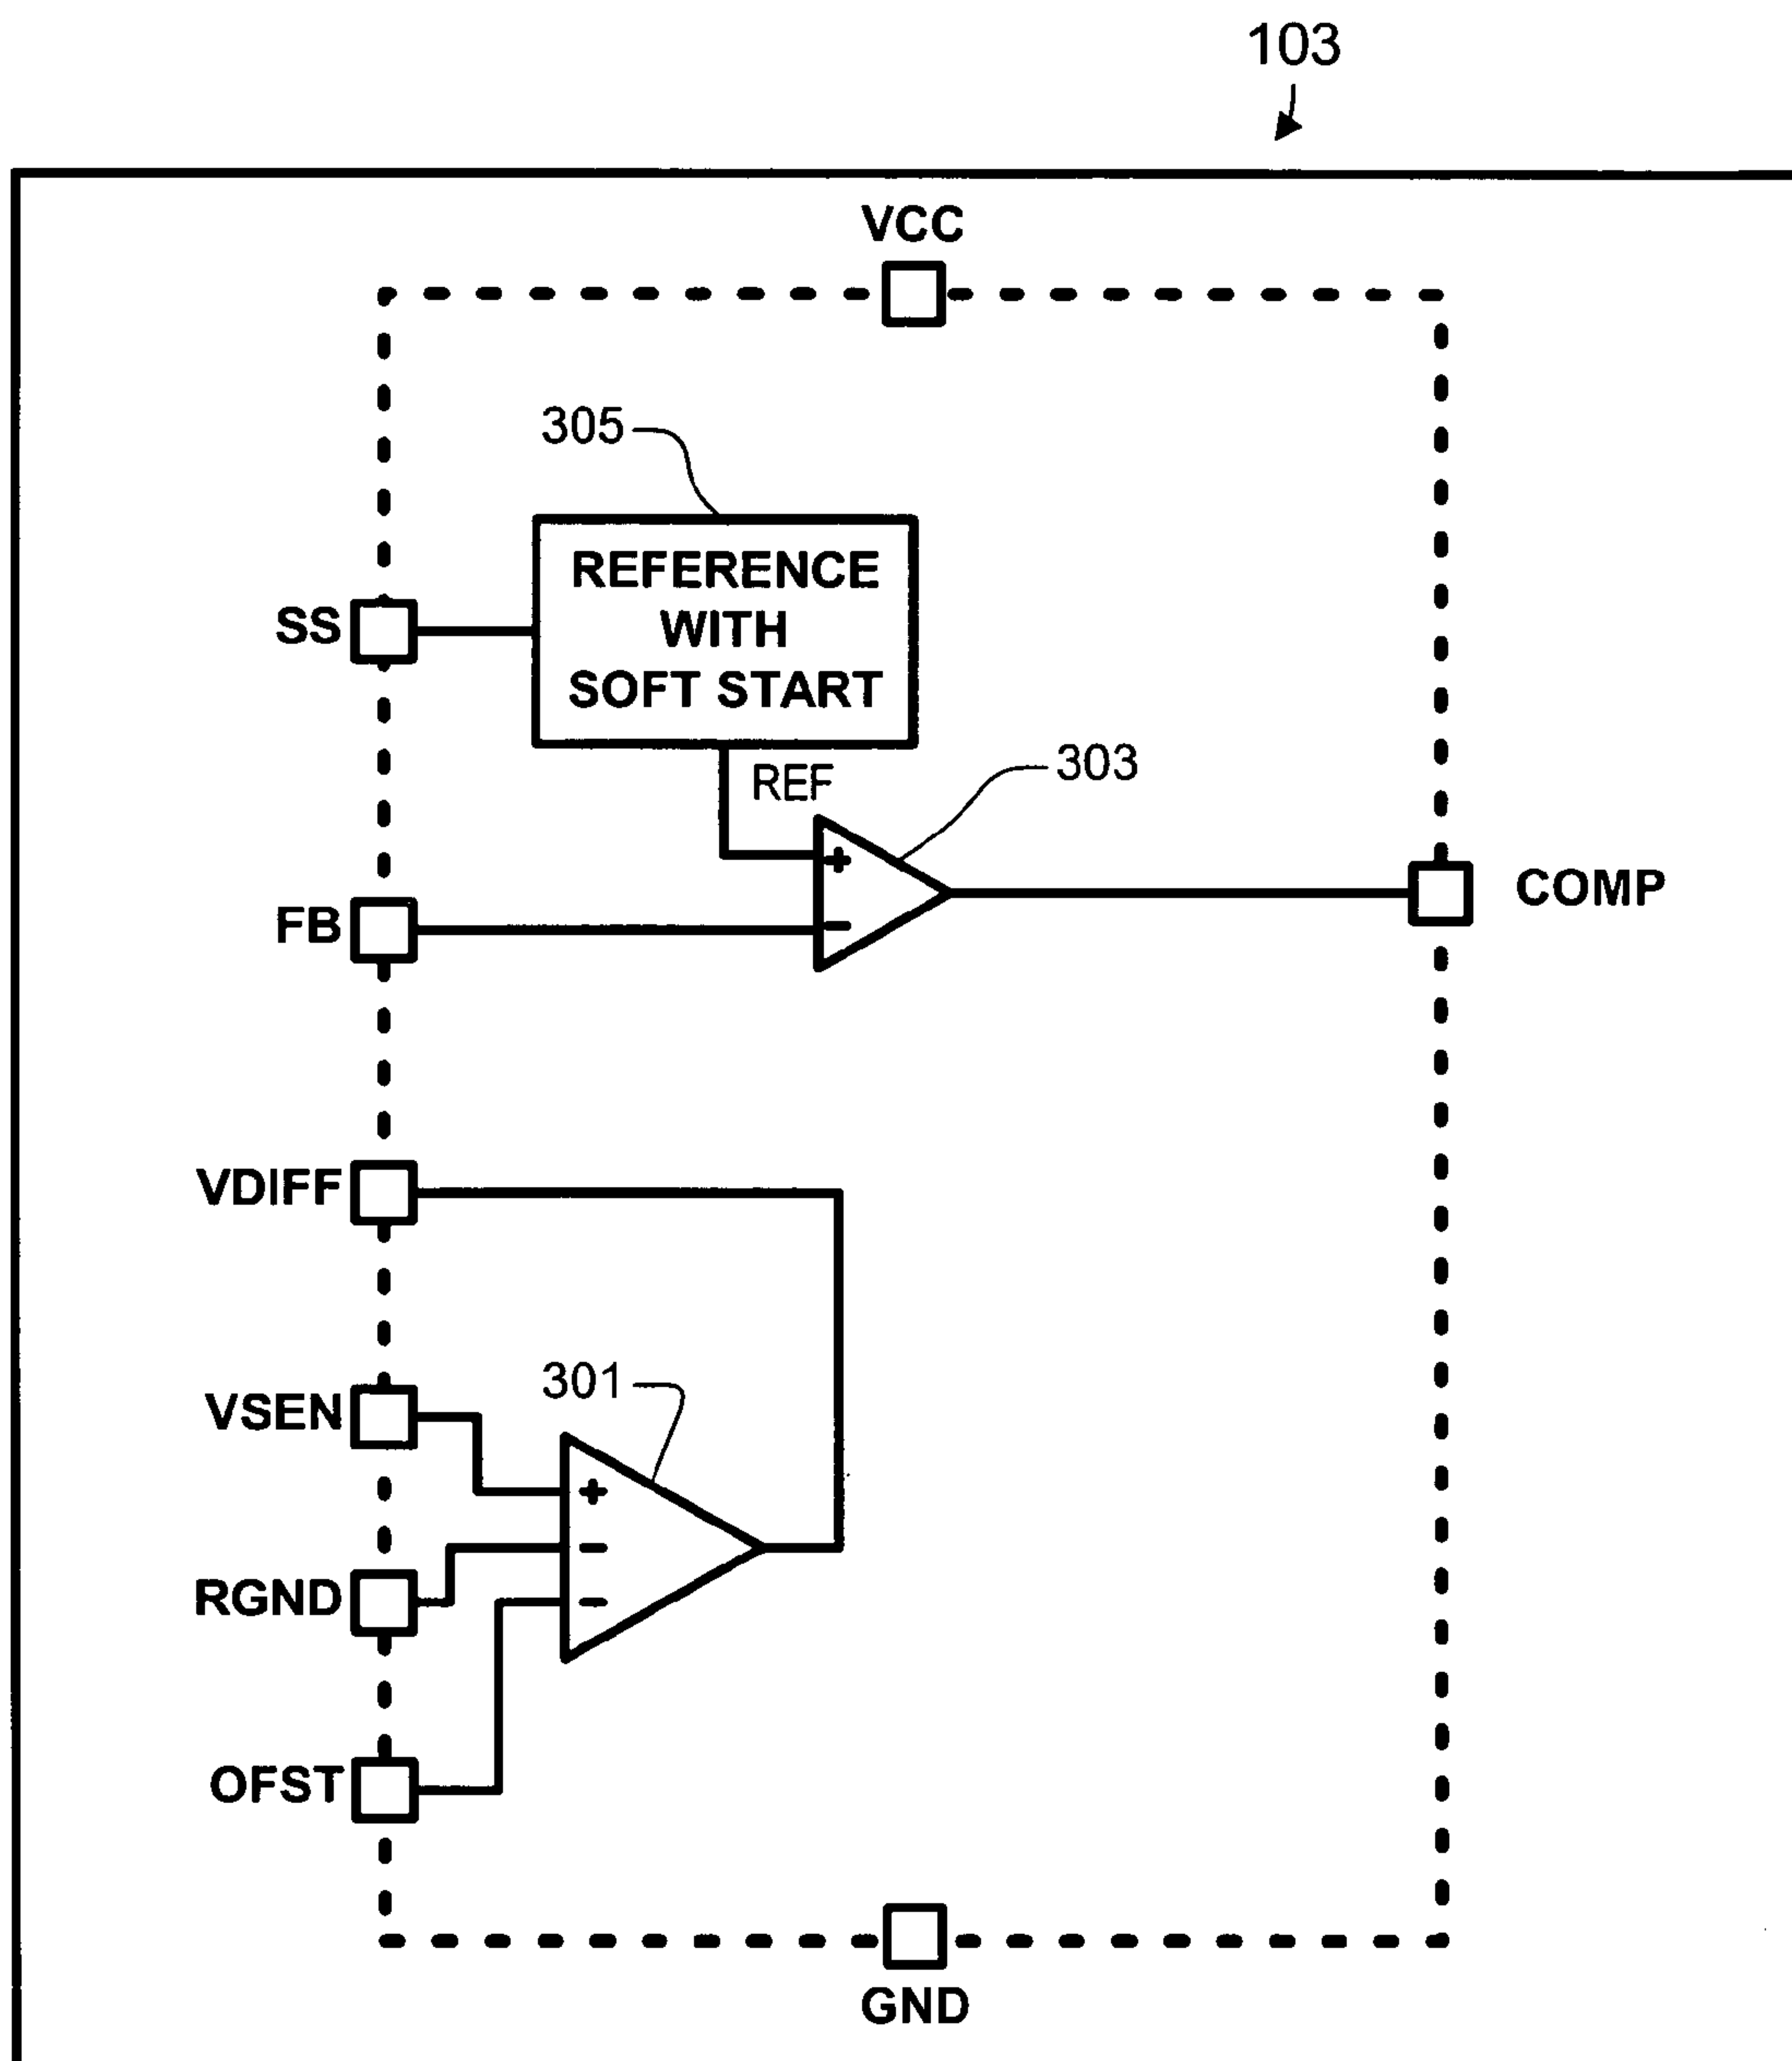 103
VCC
305
REFERENCE
WITH
SOFT START
SS
REF
303
+
−
FB
COMP
VDIFF
VSEN
301
+
−
−
RGND
OFST
GND